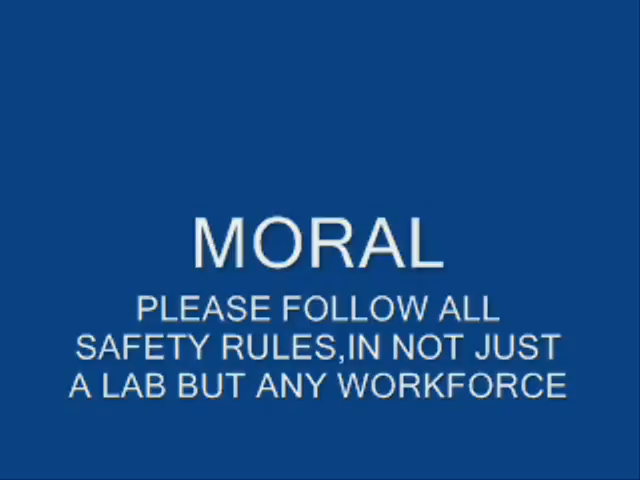 MORAL
PLEASE FOLLOW ALL
SAFETY RULES,IN NOT JUST
A LAB BUT ANY WORKFORCE